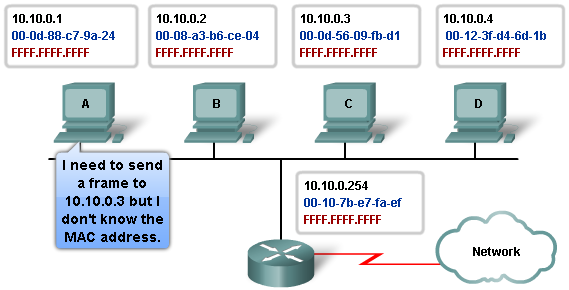 10.10.0.1
00-0d-88-c7-9a-24
FFFF.FFFF.FFFF
10.10.0.2
00-08-a3-b6-ce-04
FFFF.FFFF.FFFF
10.10.0.3
00-0d-56-09-fb-d1
FFFF.FFFF.FFFF
10.10.0.4
00-12-3f-d4-6d-1b
FFFF.FFFF.FFFF
A
B
C
D
I need to send
a frame to
10.10.0.3 but I
don't know the
MAC address.
10.10.0.254
00-10-7b-e7-fa-ef
FFFF.FFFF.FFFF
Network